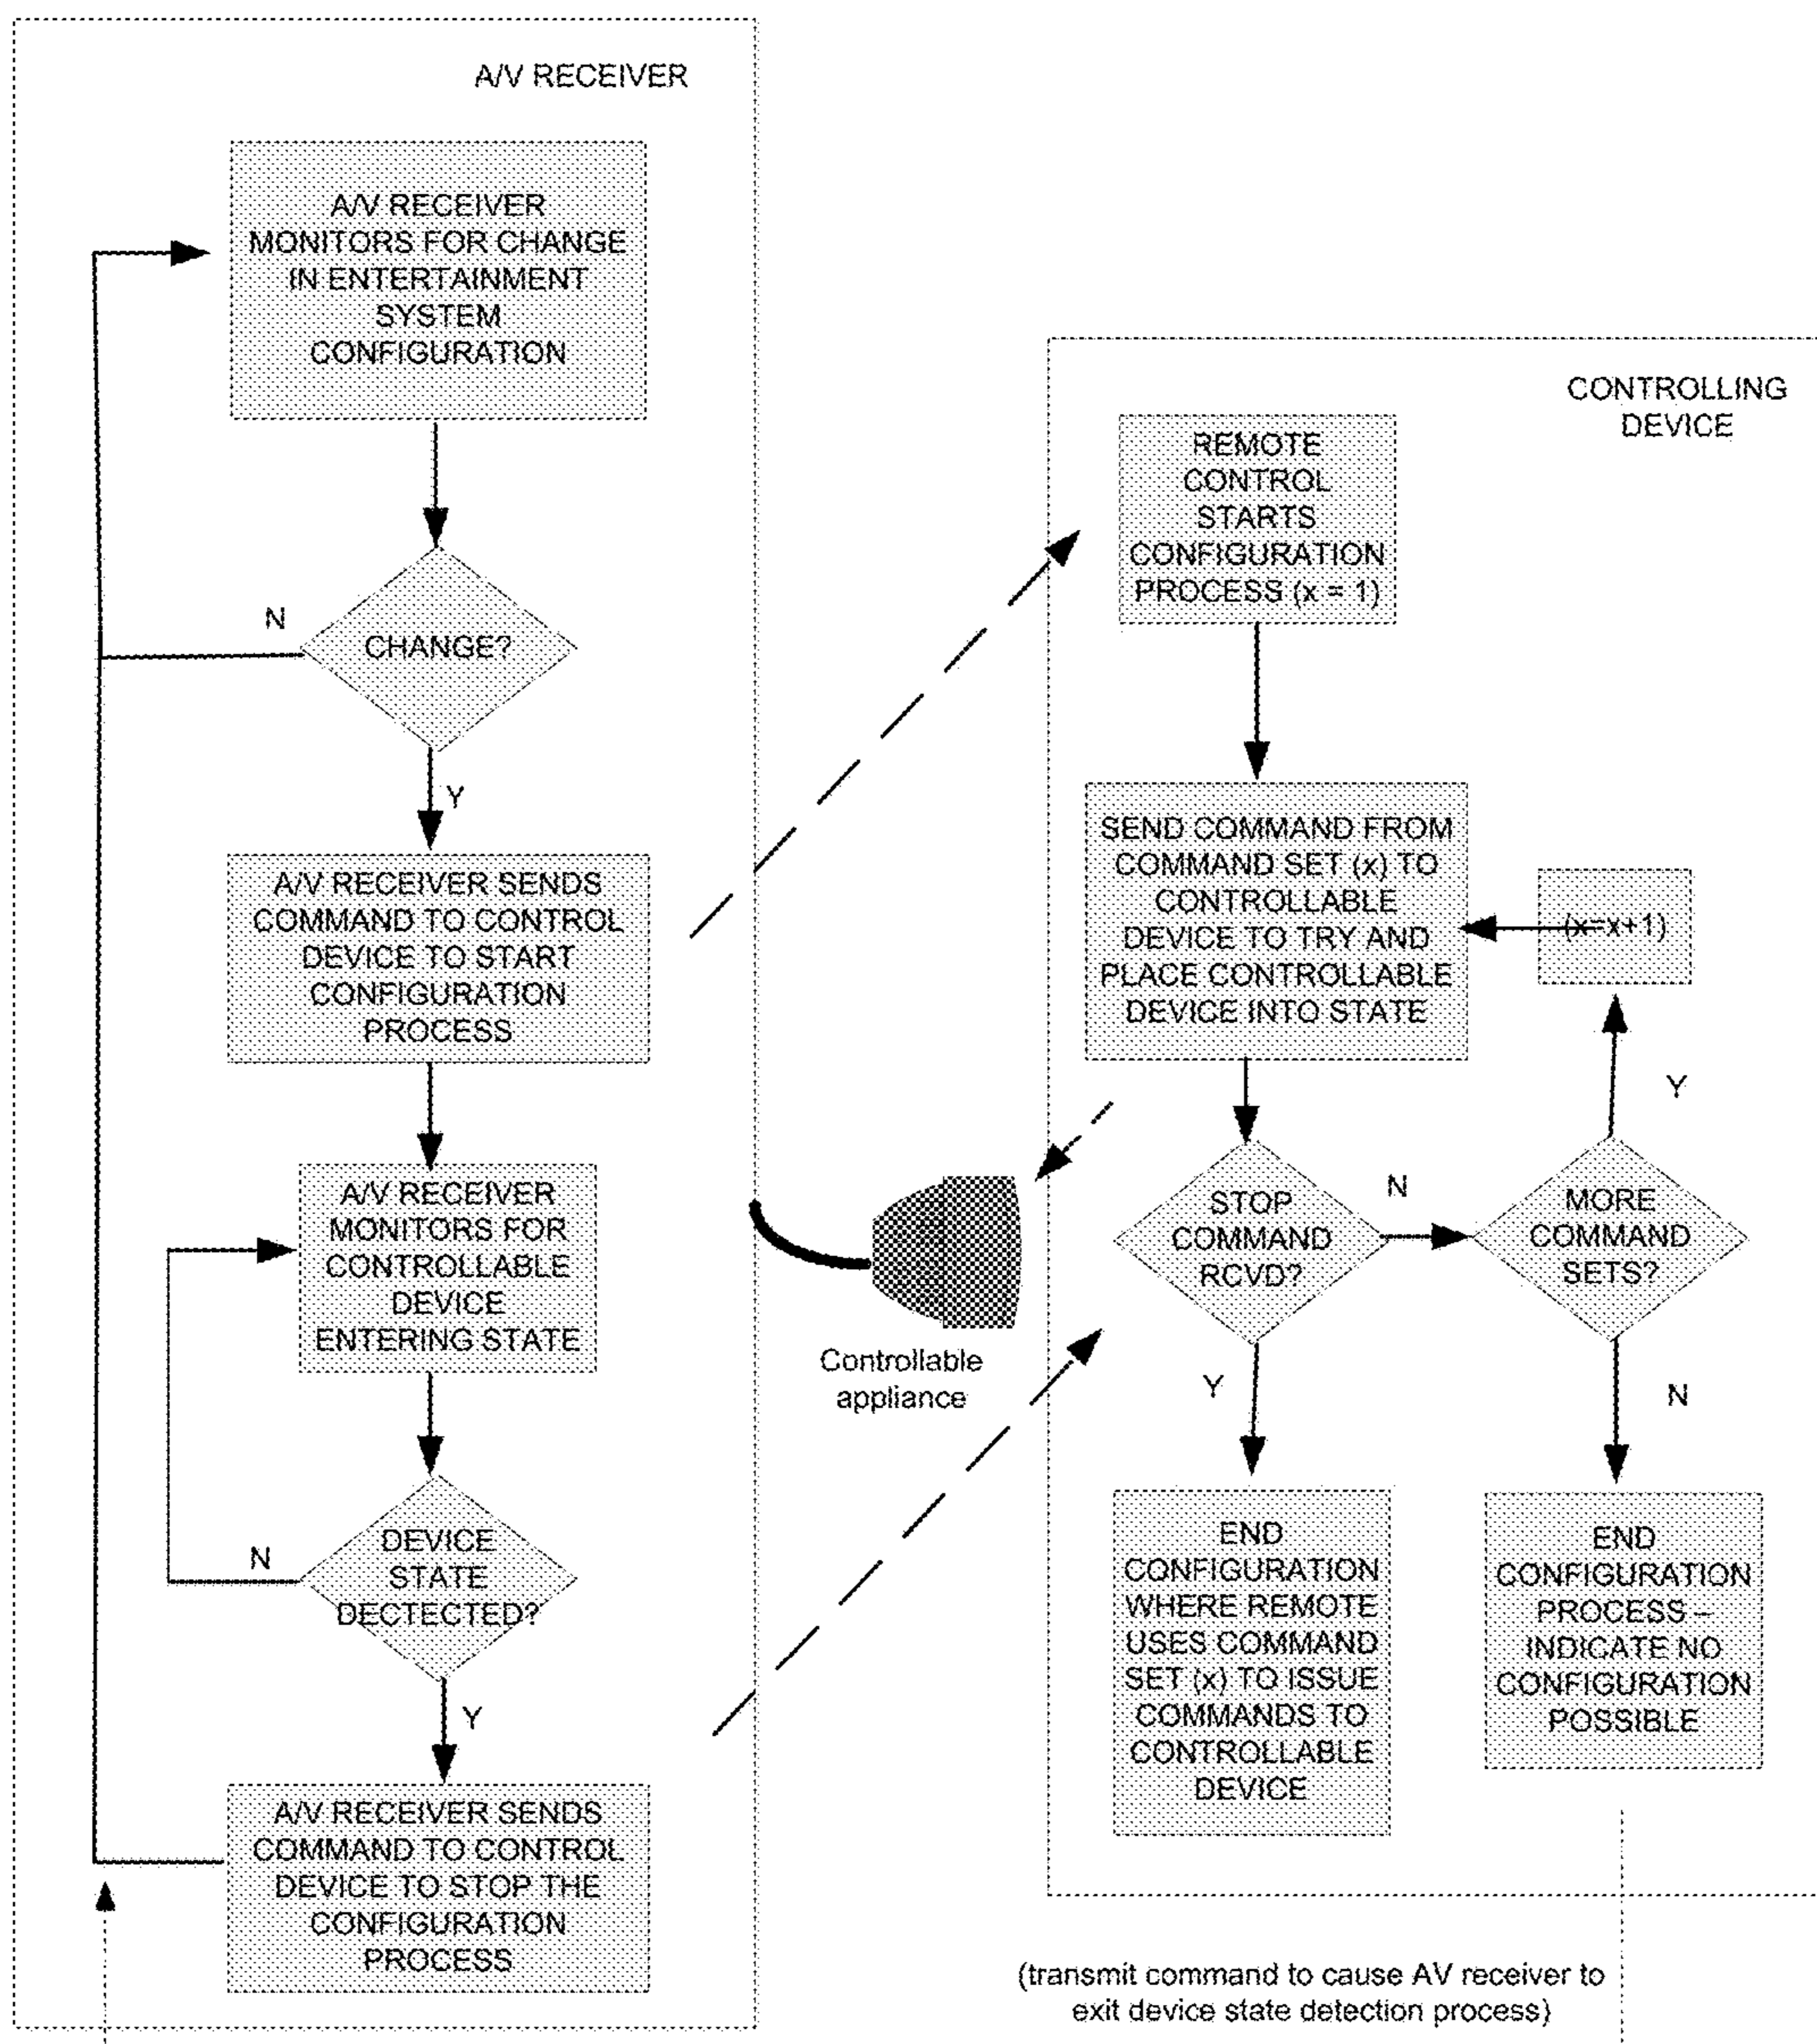 A/V RECEIVER
A/V RECEIVER
MONITORS FOR CHANGE
IN ENTERTAINMENT
SYSTEM
CONFIGURATION
CHANGE?
N
Y
A/V RECEIVER SENDS
COMMAND TO CONTROL
DEVICE TO START
CONFIGURATION
PROCESS
A/V RECEIVER
MONITORS FOR
CONTROLLABLE
DEVICE
ENTERING STATE
DEVICE
STATE
DECTECTED?
N
Y
A/V RECEIVER SENDS
COMMAND TO CONTROL
DEVICE TO STOP THE
CONFIGURATION
PROCESS
Controllable
appliance
CONTROLLING
DEVICE
REMOTE
CONTROL
STARTS
CONFIGURATION
PROCESS (x = 1)
SEND COMMAND FROM
COMMAND SET (x) TO
CONTROLLABLE
DEVICE TO TRY AND
PLACE CONTROLLABLE
DEVICE INTO STATE
(x=x+1)
Y
STOP
COMMAND
RCVD?
N
MORE
COMMAND
SETS?
Y
N
END
CONFIGURATION
WHERE REMOTE
USES COMMAND
SET (x) TO ISSUE
COMMANDS TO
CONTROLLABLE
DEVICE
END
CONFIGURATION
PROCESS –
INDICATE NO
CONFIGURATION
POSSIBLE
(transmit command to cause AV receiver to
exit device state detection process)